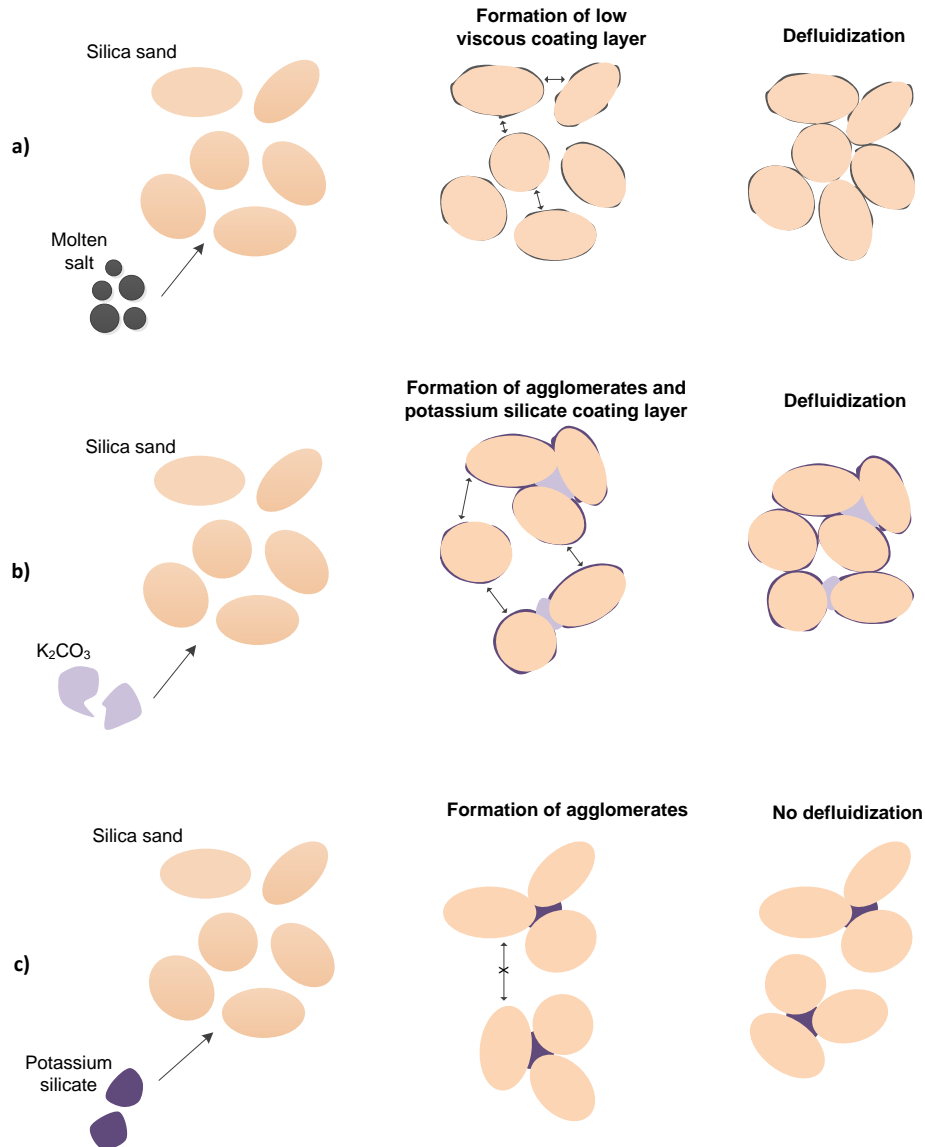 Formation of low
viscous coating layer
Defluidization
Silica sand
a)
Molten
salt
Formation of agglomerates and
potassium silicate coating layer
Defluidization
Silica sand
b)
K₂CO₃
Formation of agglomerates
No defluidization
Silica sand
c)
x
Potassium
silicate